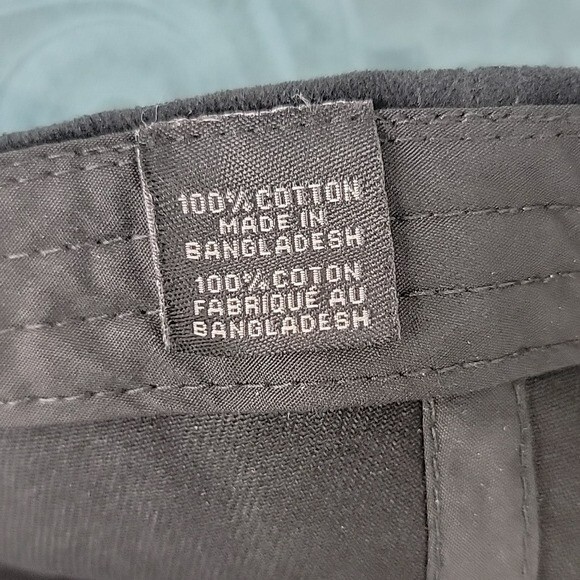 100% COTTON
MADE IN
BANGLADESH
100% COTON
FABRIQUÉ AU
BANGLADESH